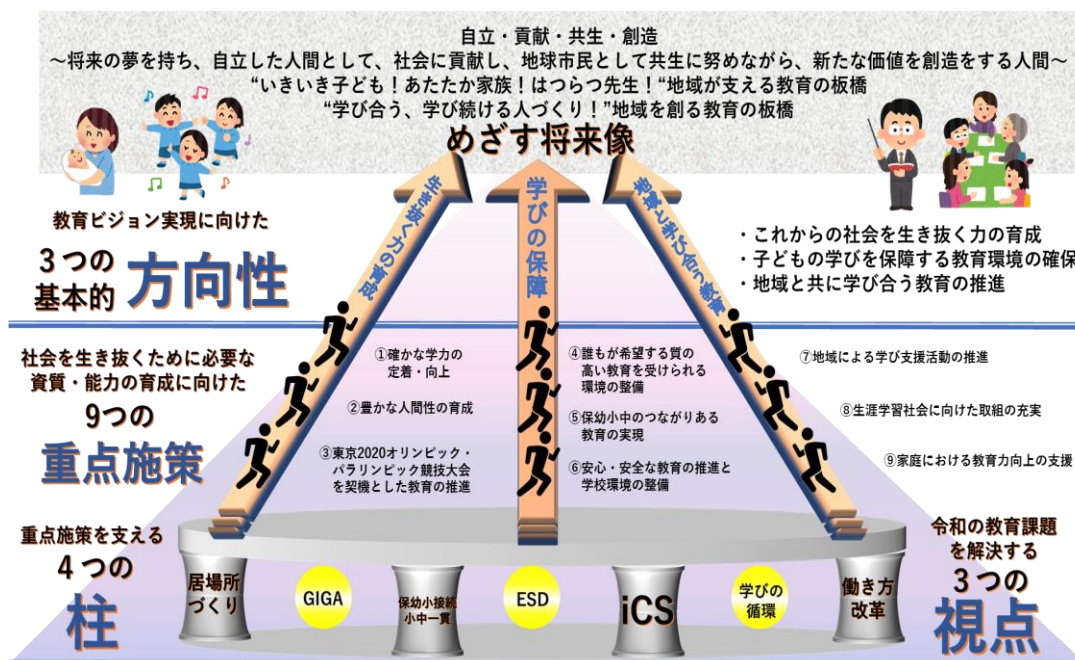 自立・貢献・共生・創造
～将来の夢を持ち、自立した人間として、社会に貢献し、地球市民として共生に努めながら、新たな価値を創造をする人間～
“いきいき子ども！あたたか家族！はつらつ先生！“地域が支える教育の板橋
“学び合う、学び続ける人づくり！”地域を創る教育の板橋
めざす将来像
教育ビジョン実現に向けた
3つの
基本的
方向性
生き抜く力の育成
学びの保障
地域と学び合う教育
・これからの社会を生き抜く力の育成
・子どもの学びを保障する教育環境の確保
・地域と共に学び合う教育の推進
社会を生き抜くために必要な
資質・能力の育成に向けた
9つの
重点施策
①確かな学力の
定着・向上
②豊かな人間性の育成
③東京2020オリンピック・
パラリンピック競技大会
を契機とした教育の推進
④誰もが希望する質の
高い教育を受けられる
環境の整備
⑤保幼小中のつながりある
教育の実現
⑥安心・安全な教育の推進と
学校環境の整備
⑦地域による学び支援活動の推進
⑧生涯学習社会に向けた取組の充実
⑨家庭における教育力向上の支援
重点施策を支える
4つの
柱
居場所
づくり
GIGA
保幼小接続
小中一貫
ESD
iCS
学びの
循環
働き方
改革
令和の教育課題
を解決する
3つの
視点